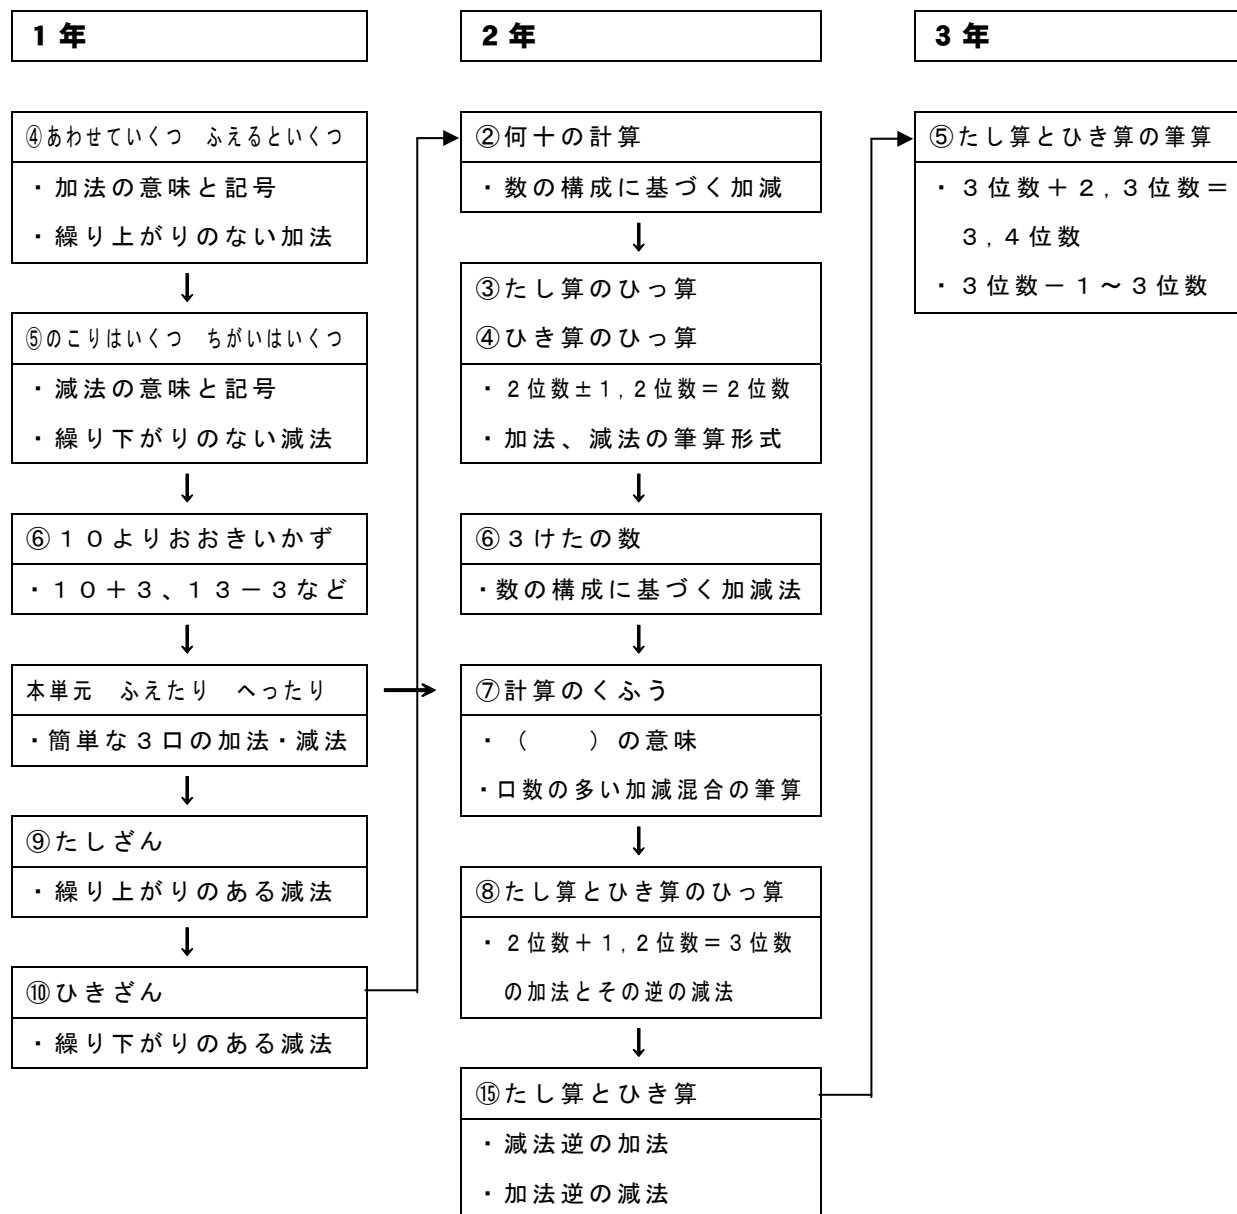 1年
④あわせていくつ　ふえるといくつ
・加法の意味と記号
・繰り上がりのない加法
⑤のこりはいくつ　ちがいはいくつ
・減法の意味と記号
・繰り下がりのない減法
⑥１０よりおおきいかず
・１０＋３、１３－３など
本単元　ふえたり　へったり
・簡単な３口の加法・減法
⑨たしざん
・繰り上がりのある減法
⑩ひきざん
・繰り下がりのある減法
2年
②何十の計算
・数の構成に基づく加減
③たし算のひっ算
④ひき算のひっ算
・２位数±１，２位数＝２位数
・加法、減法の筆算形式
⑥３けたの数
・数の構成に基づく加減法
⑦計算のくふう
・（　　）の意味
・口数の多い加減混合の筆算
⑧たし算とひき算のひっ算
・２位数＋１，２位数＝３位数
の加法とその逆の減法
⑮たし算とひき算
・減法逆の加法
・加法逆の減法
3年
⑤たし算とひき算の筆算
・３位数＋２，３位数＝
３，４位数
・３位数－１～３位数